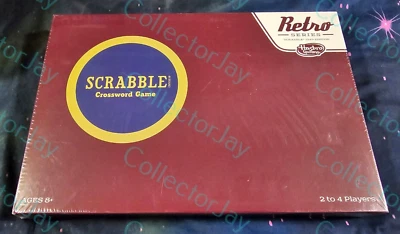 Retro
SERIES
Hasbro
SCRABBLE
Crossword Game
AGES 8+
2 to 4 Players
CollectorJay
CollectorJay
CollectorJay
CollectorJay
CollectorJay